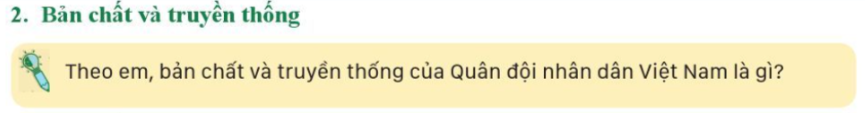 2. Bản chất và truyền thống
Theo em, bản chất và truyền thống của Quân đội nhân dân Việt Nam là gì?